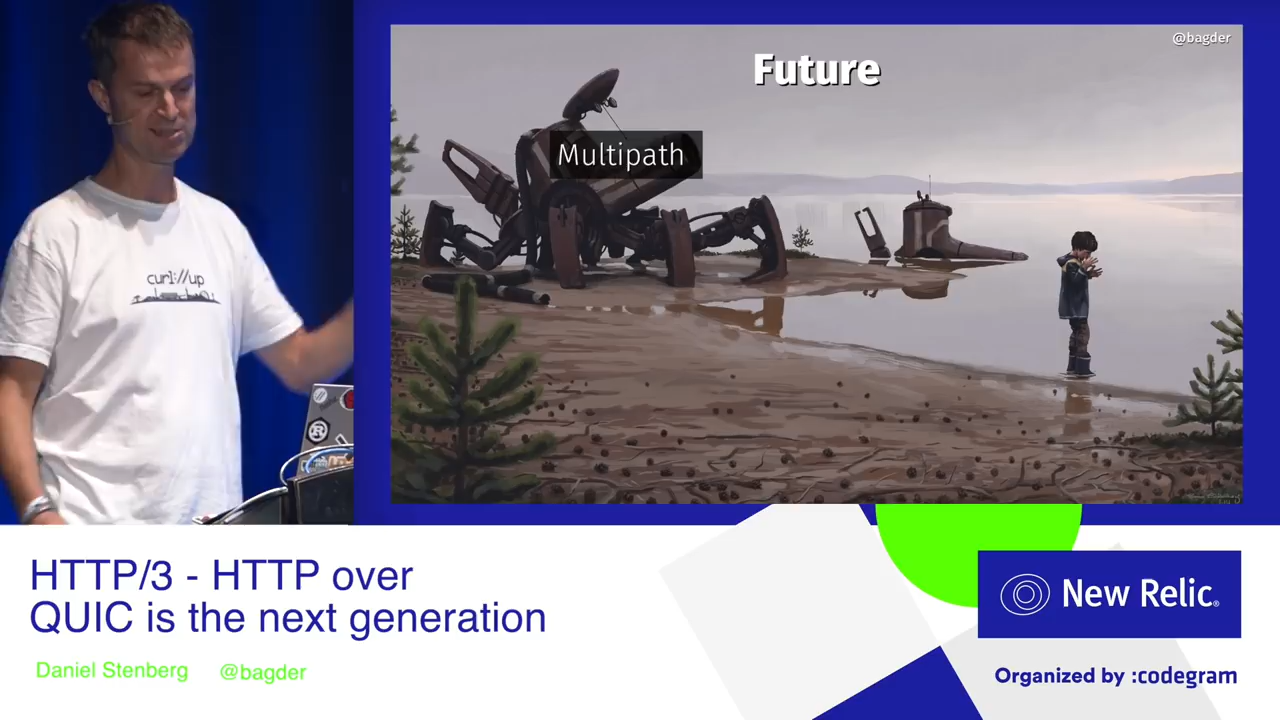 @bagder
Future
Multipath
curl://up
HTTP/3 - HTTP over
QUIC is the next generation
Daniel Stenberg @bagder
New Relic®
Organized by :codegram